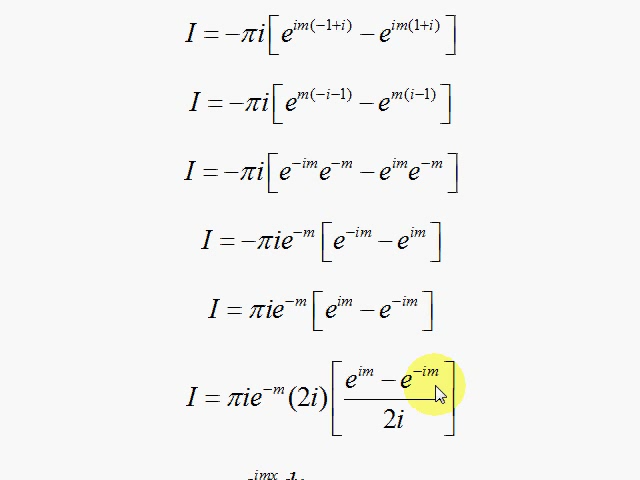 I = −πi[e^{im(−1+i)} − e^{im(1+i)}]
I = −πi[e^{m(−i−1)} − e^{m(i−1)}]
I = −πi[e^{−im}e^{−m} − e^{im}e^{−m}]
I = −πie^{−m}[e^{−im} − e^{im}]
I = πie^{−m}[e^{im} − e^{−im}]
I = πie^{−m}(2i)[(e^{im} − e^{−im})/2i]